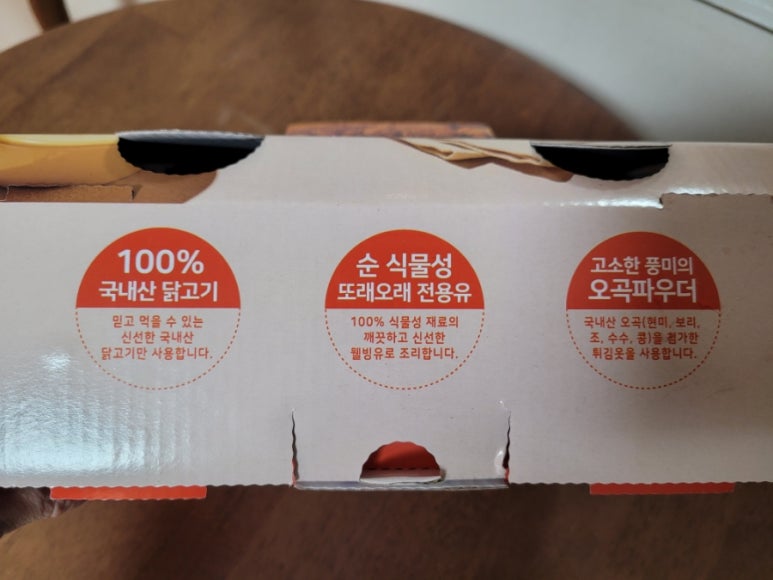 100%
국내산 닭고기
믿고 먹을 수 있는
신선한 국내산
닭고기만 사용합니다.
순 식물성
또래오래 전용유
100% 식물성 재료의
깨끗하고 신선한
웰빙유로 조리합니다.
고소한 풍미의
오곡파우더
국내산 오곡(현미, 보리,
조, 수수, 콩)을 첨가한
튀김옷을 사용합니다.